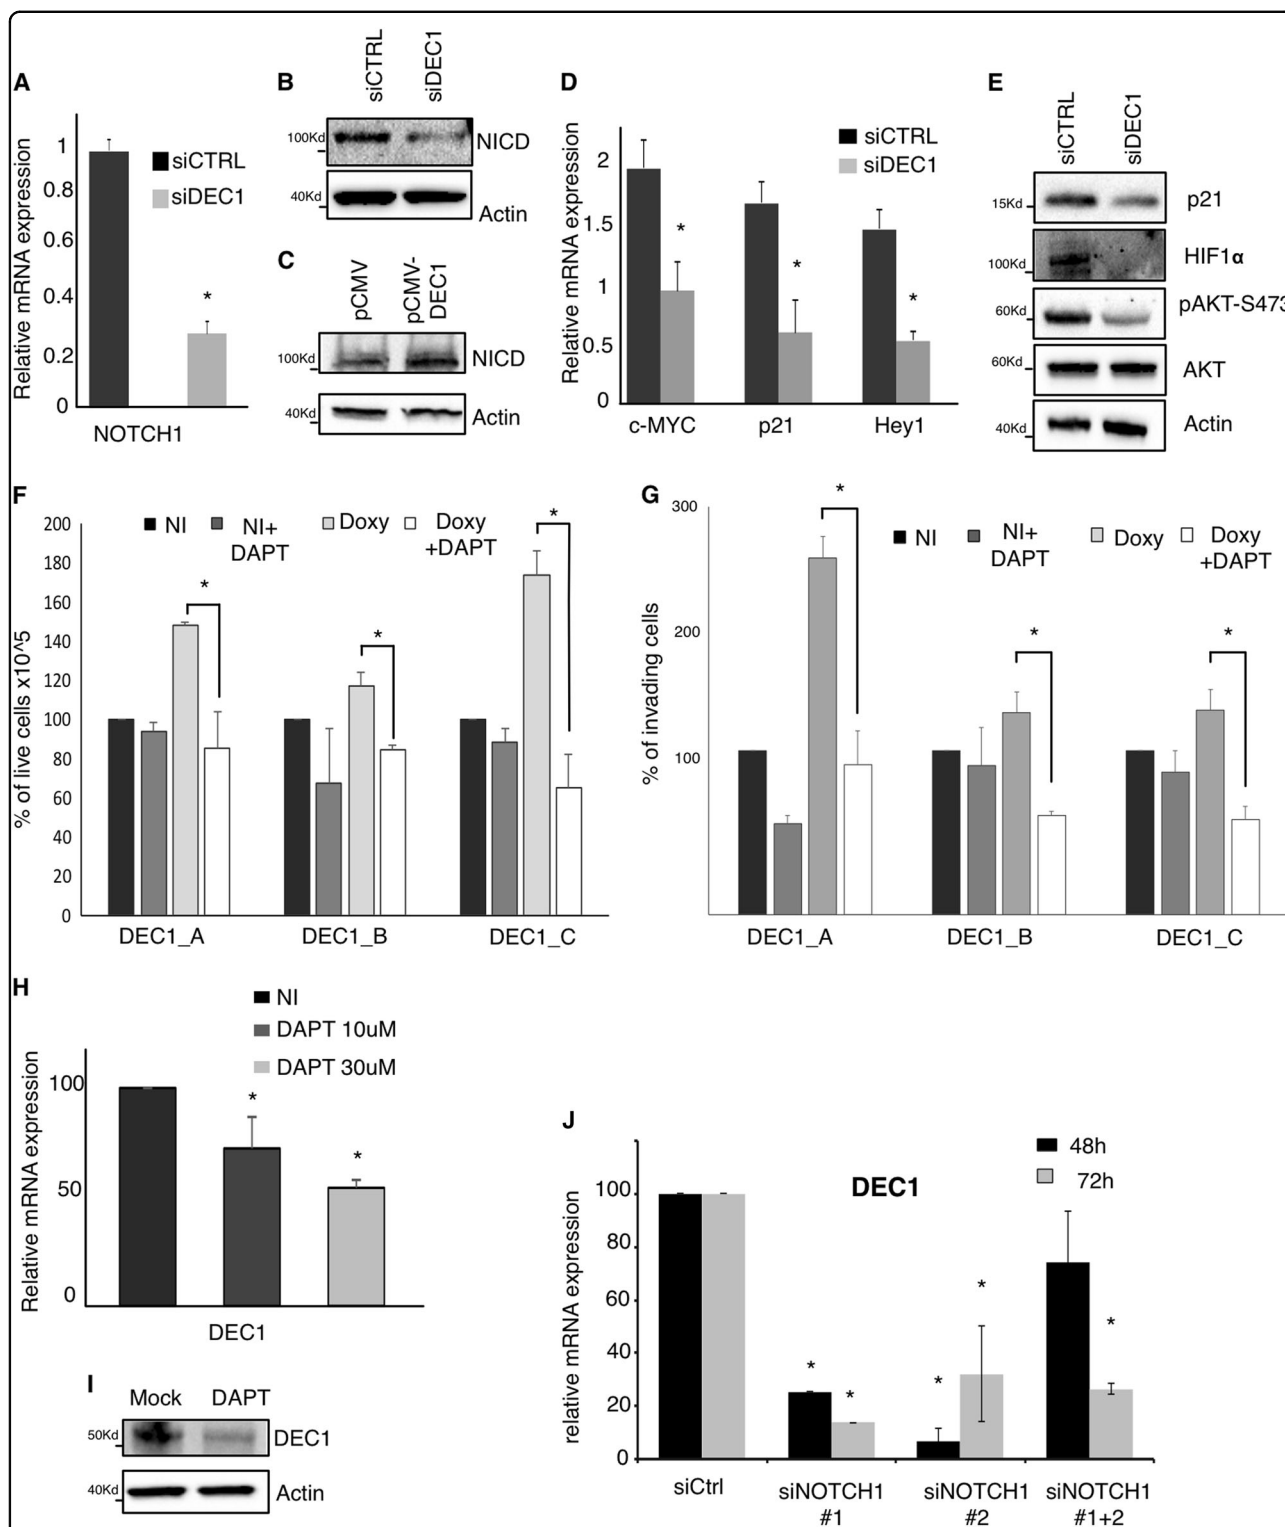 A
Relative mRNA expression
1
0.8
0.6
0.4
0.2
0
siCTRL
siDEC1
*
NOTCH1
B
siCTRL
siDEC1
100Kd
NICD
40Kd
Actin
C
pCMV
pCMV-
DEC1
100Kd
NICD
40Kd
Actin
D
Relative mRNA expression
2
1.5
1
0.5
0
siCTRL
siDEC1
*
*
*
c-MYC
p21
Hey1
E
siCTRL
siDEC1
15Kd
p21
100Kd
HIF1α
60Kd
pAKT-S473
60Kd
AKT
40Kd
Actin
F
% of live cells x10^5
200
180
160
140
120
100
80
60
40
20
0
NI
NI+
DAPT
Doxy
Doxy
+DAPT
*
*
*
DEC1_A
DEC1_B
DEC1_C
G
% of invading cells
300
200
100
NI
NI+
DAPT
Doxy
Doxy
+DAPT
*
*
*
DEC1_A
DEC1_B
DEC1_C
H
Relative mRNA expression
100
50
0
NI
DAPT 10uM
DAPT 30uM
*
*
DEC1
I
Mock
DAPT
50Kd
DEC1
40Kd
Actin
J
relative mRNA expression
100
80
60
40
20
0
DEC1
48h
72h
*
*
*
*
*
siCtrl
siNOTCH1
#1
siNOTCH1
#2
siNOTCH1
#1+2